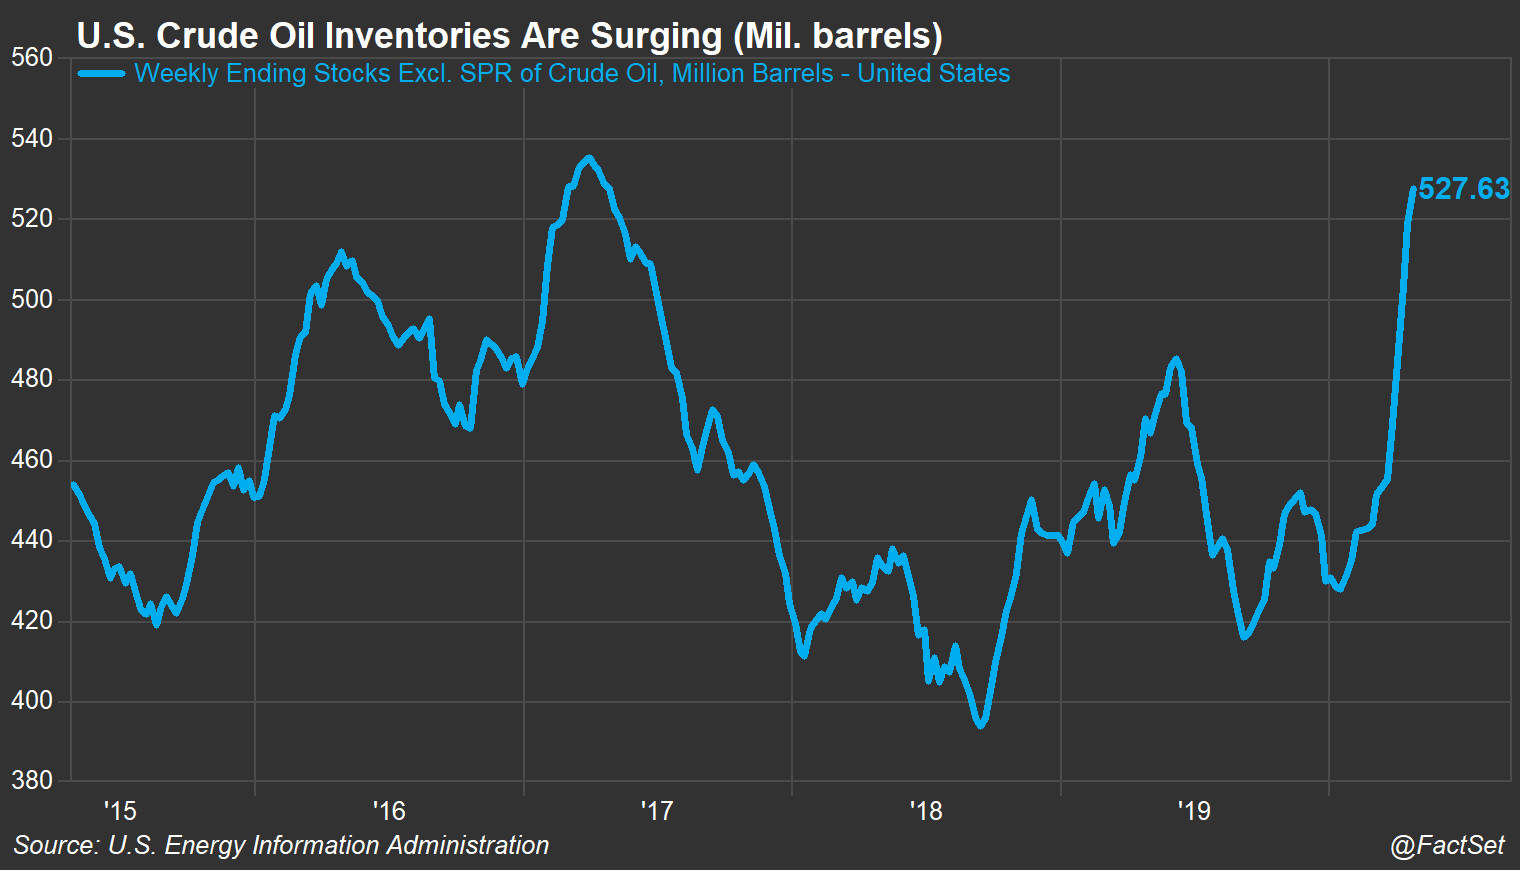 U.S. Crude Oil Inventories Are Surging (Mil. barrels)
560
Weekly Ending Stocks Excl. SPR of Crude Oil, Million Barrels - United States
540
527.63
520
500
480
460
440
420
400
380
'15 '16 '17 '18 '19
Source: U.S. Energy Information Administration
@FactSet